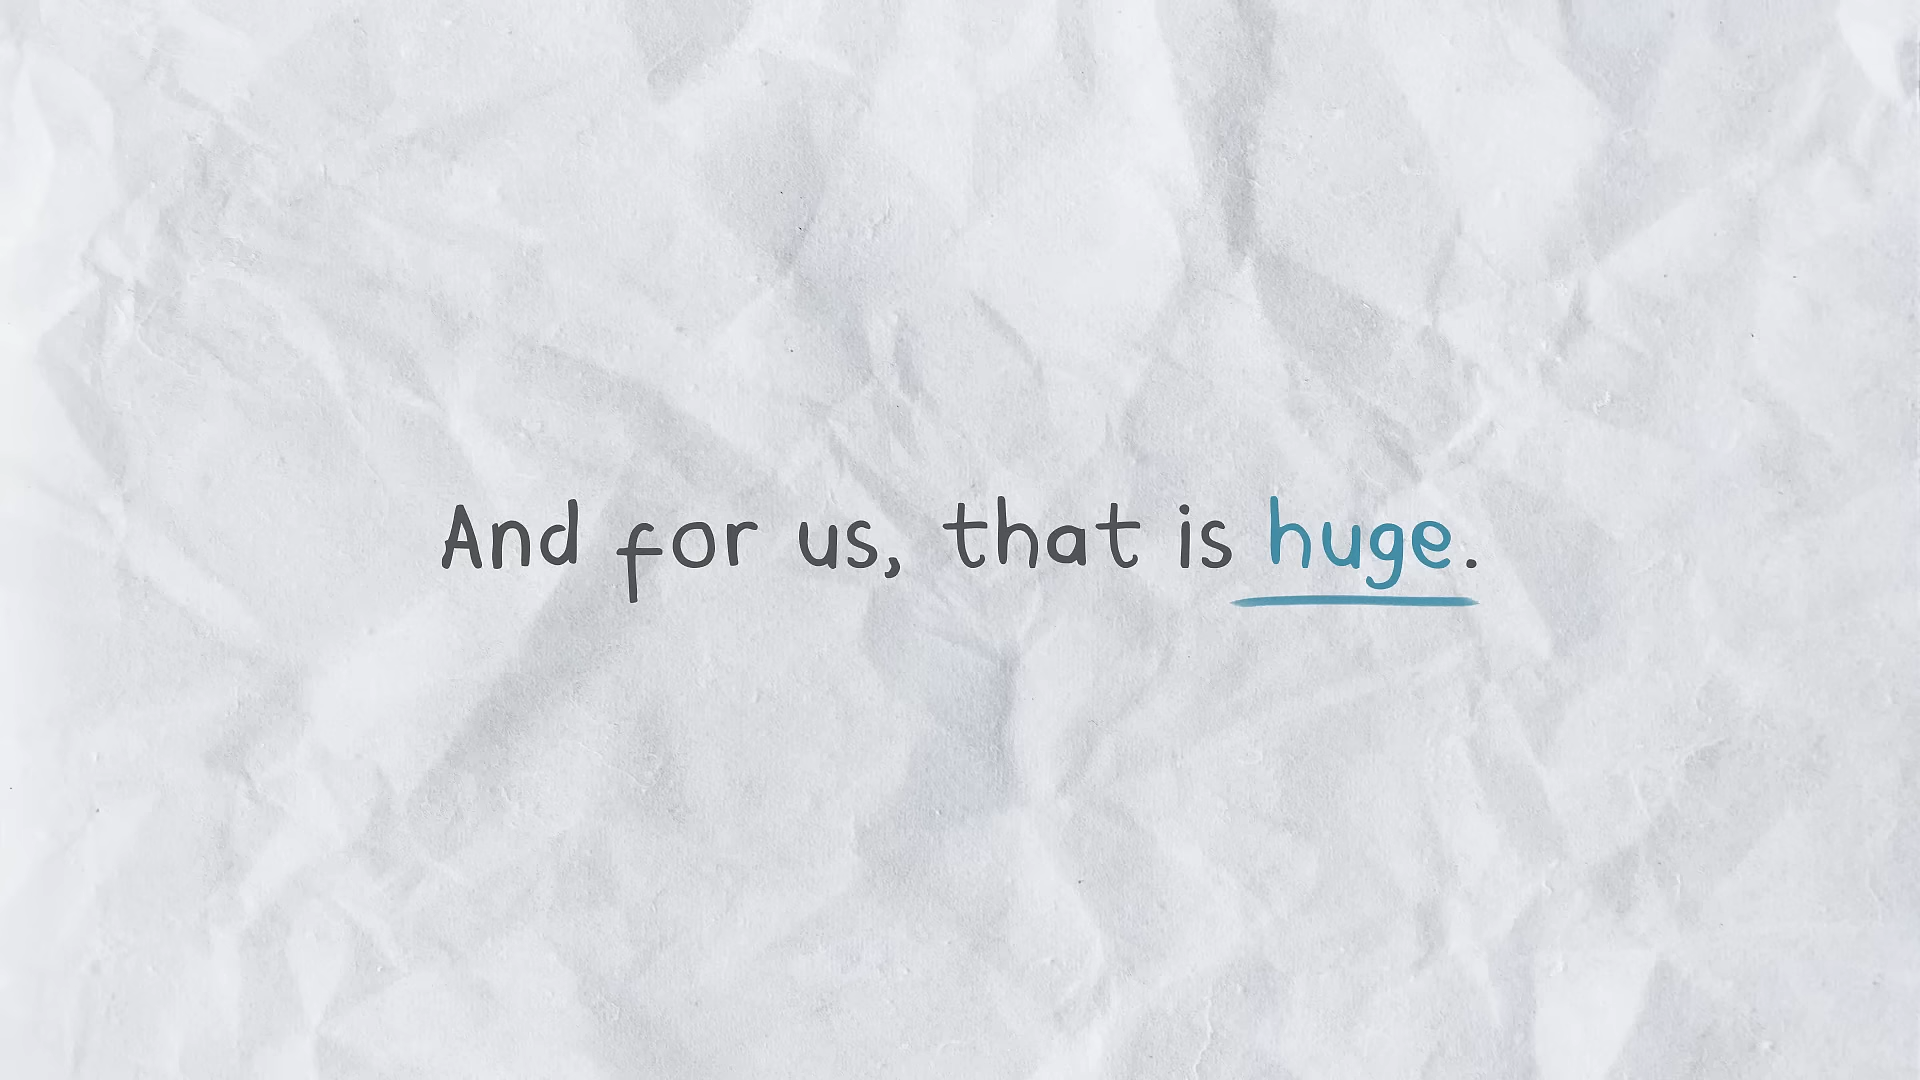 And for us, that is huge.